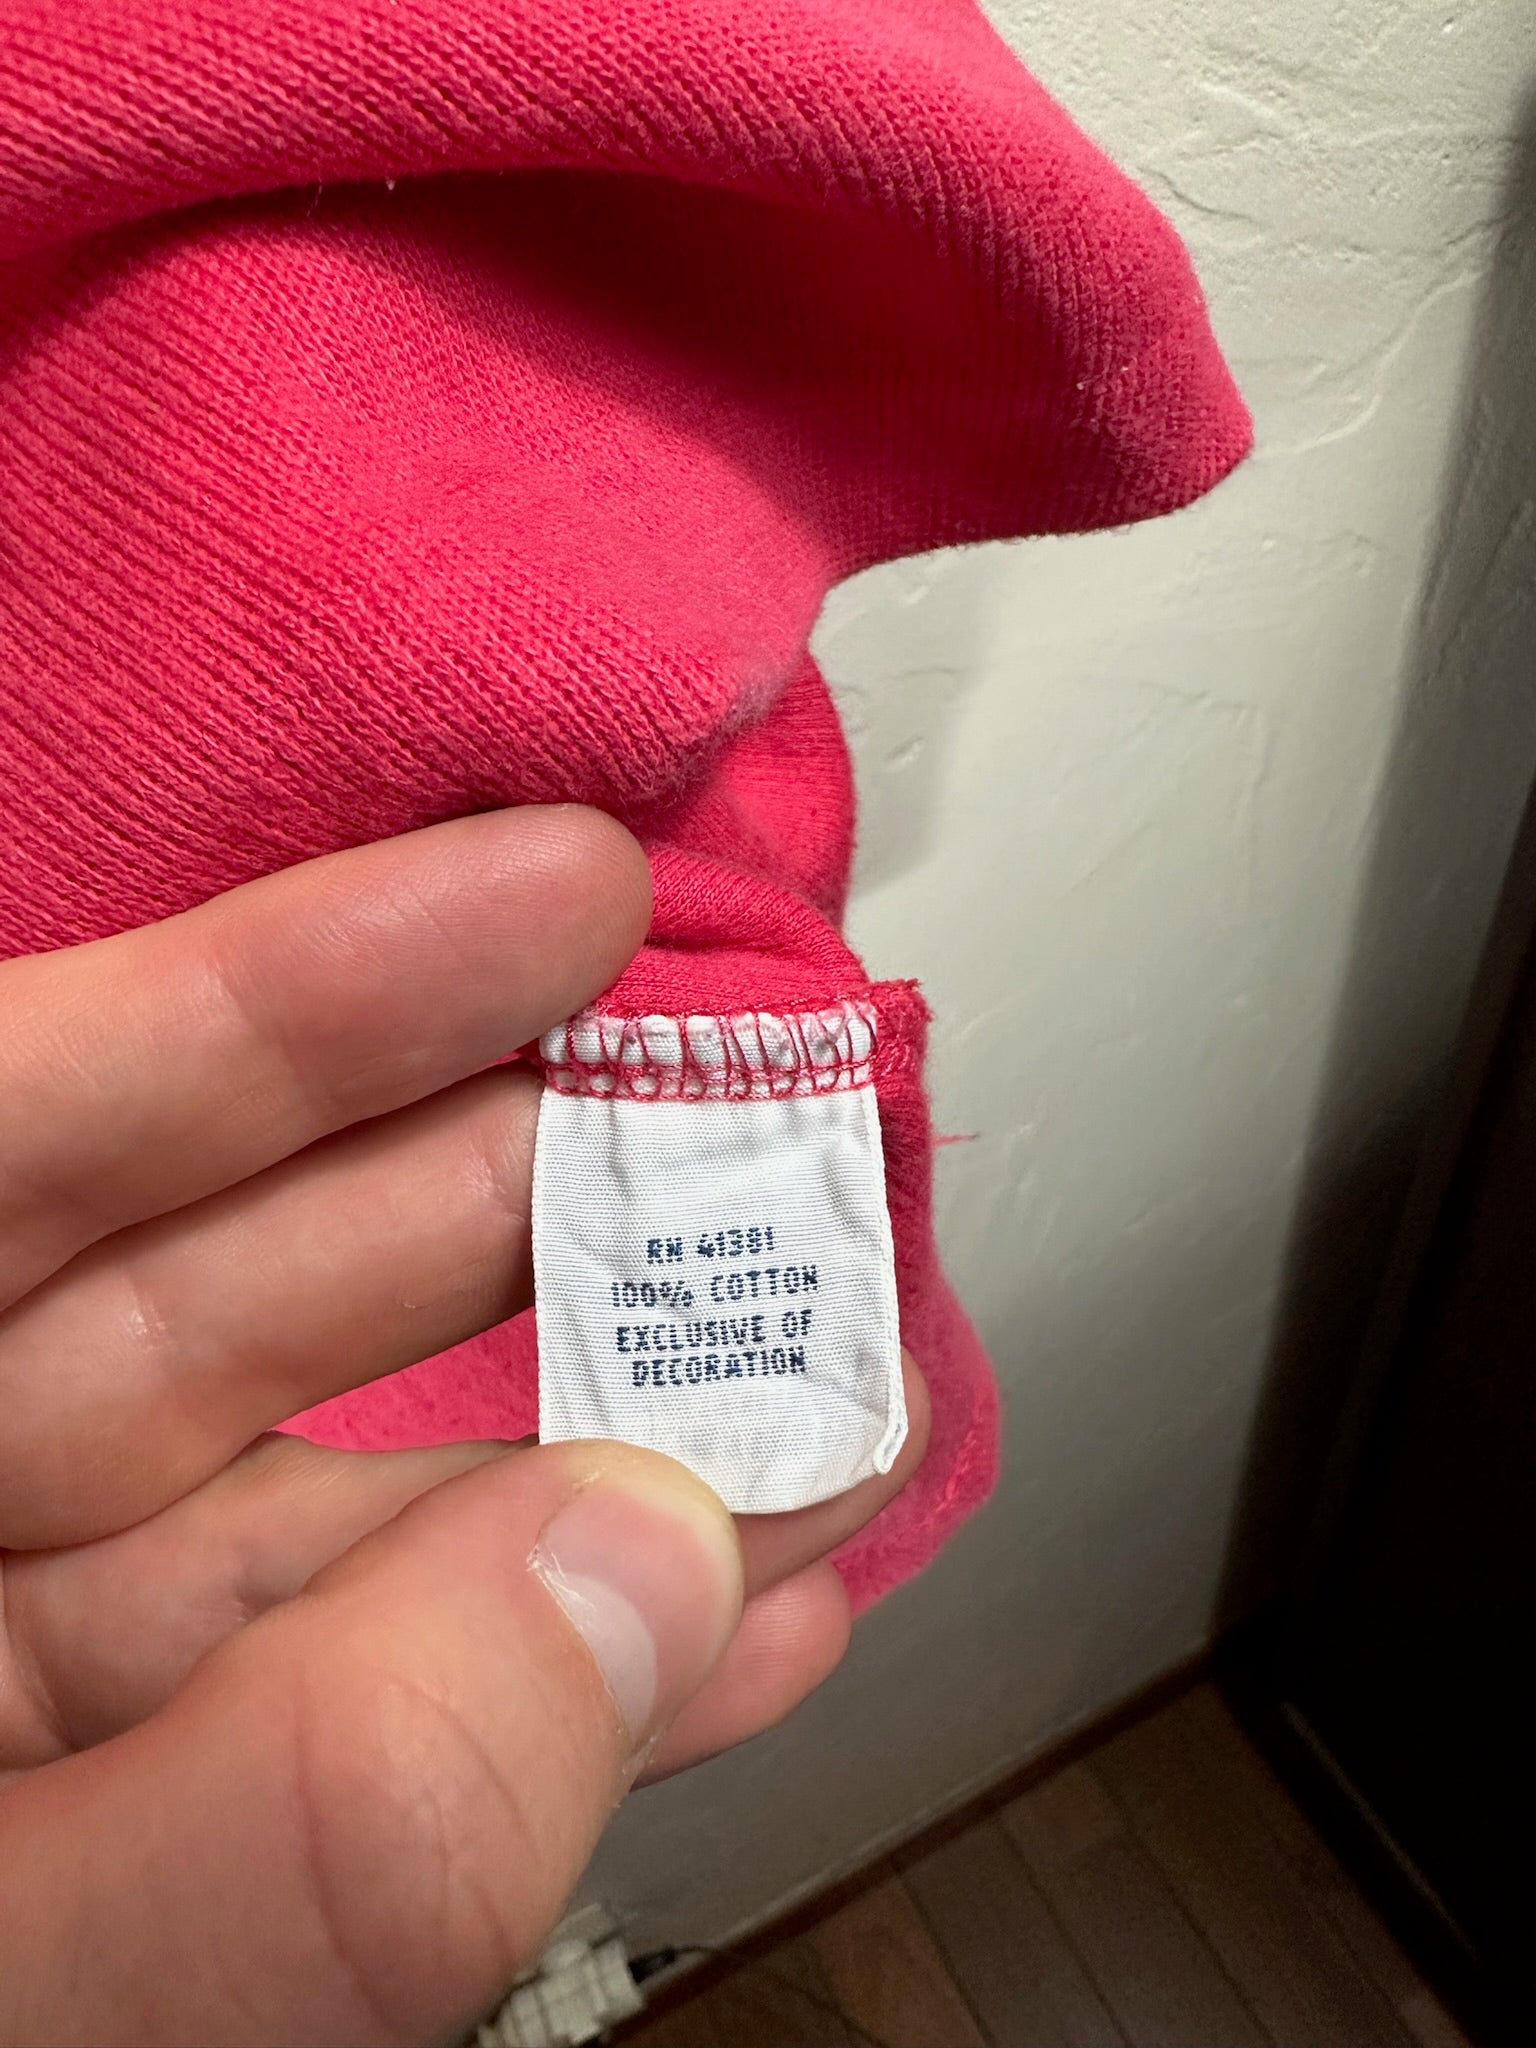 RN 41381
100% COTTON
EXCLUSIVE OF
DECORATION